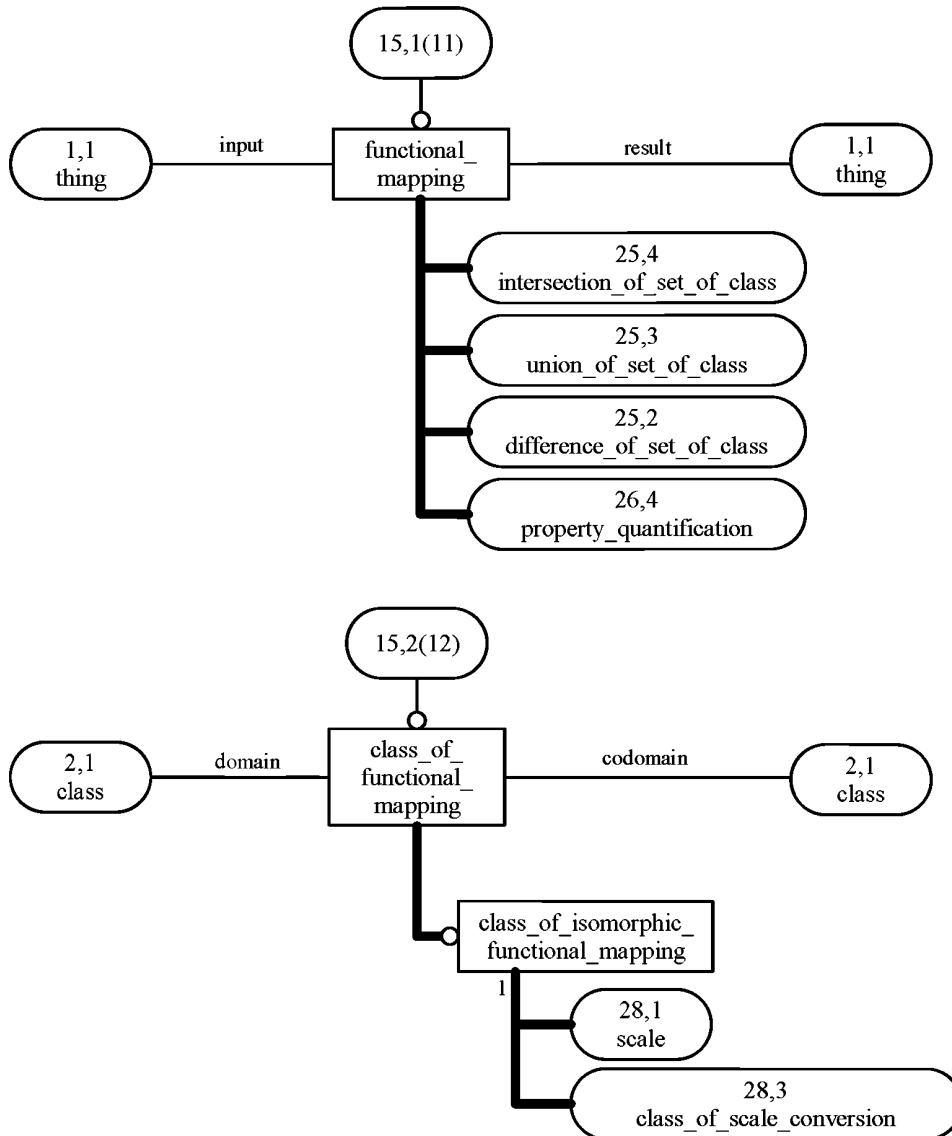 15,1(11)
1,1
thing
input
functional_
mapping
result
1,1
thing
25,4
intersection_of_set_of_class
25,3
union_of_set_of_class
25,2
difference_of_set_of_class
26,4
property_quantification
15,2(12)
2,1
class
domain
class_of_
functional_
mapping
codomain
2,1
class
class_of_isomorphic_
functional_mapping
1
28,1
scale
28,3
class_of_scale_conversion